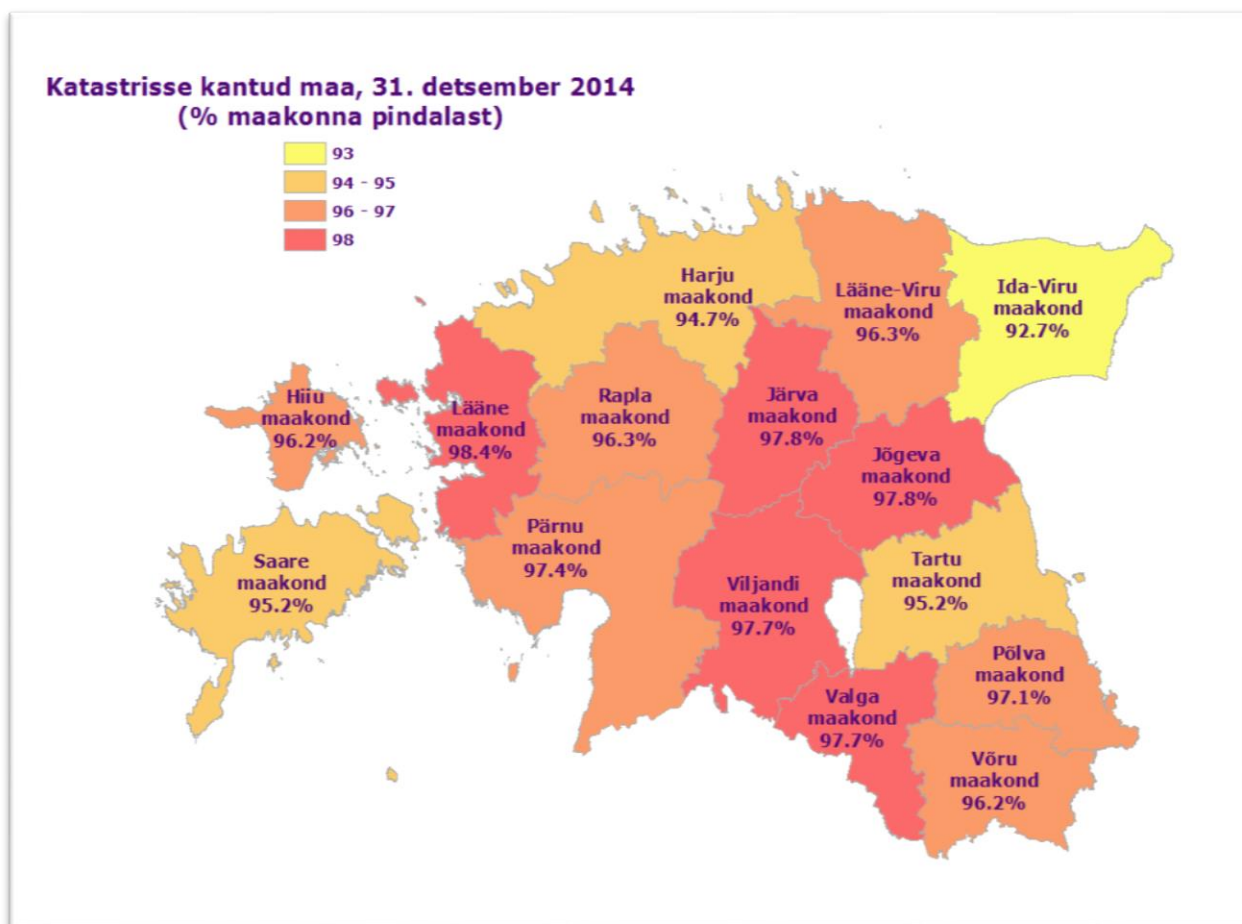 Katastrisse kantud maa, 31. detsember 2014
(% maakonna pindalast)
93
94 - 95
96 - 97
98
Harju
maakond
94.7%
Lääne-Viru
maakond
96.3%
Ida-Viru
maakond
92.7%
Hiiu
maakond
96.2%
Lääne
maakond
98.4%
Rapla
maakond
96.3%
Järva
maakond
97.8%
Jõgeva
maakond
97.8%
Saare
maakond
95.2%
Pärnu
maakond
97.4%
Viljandi
maakond
97.7%
Tartu
maakond
95.2%
Põlva
maakond
97.1%
Valga
maakond
97.7%
Võru
maakond
96.2%